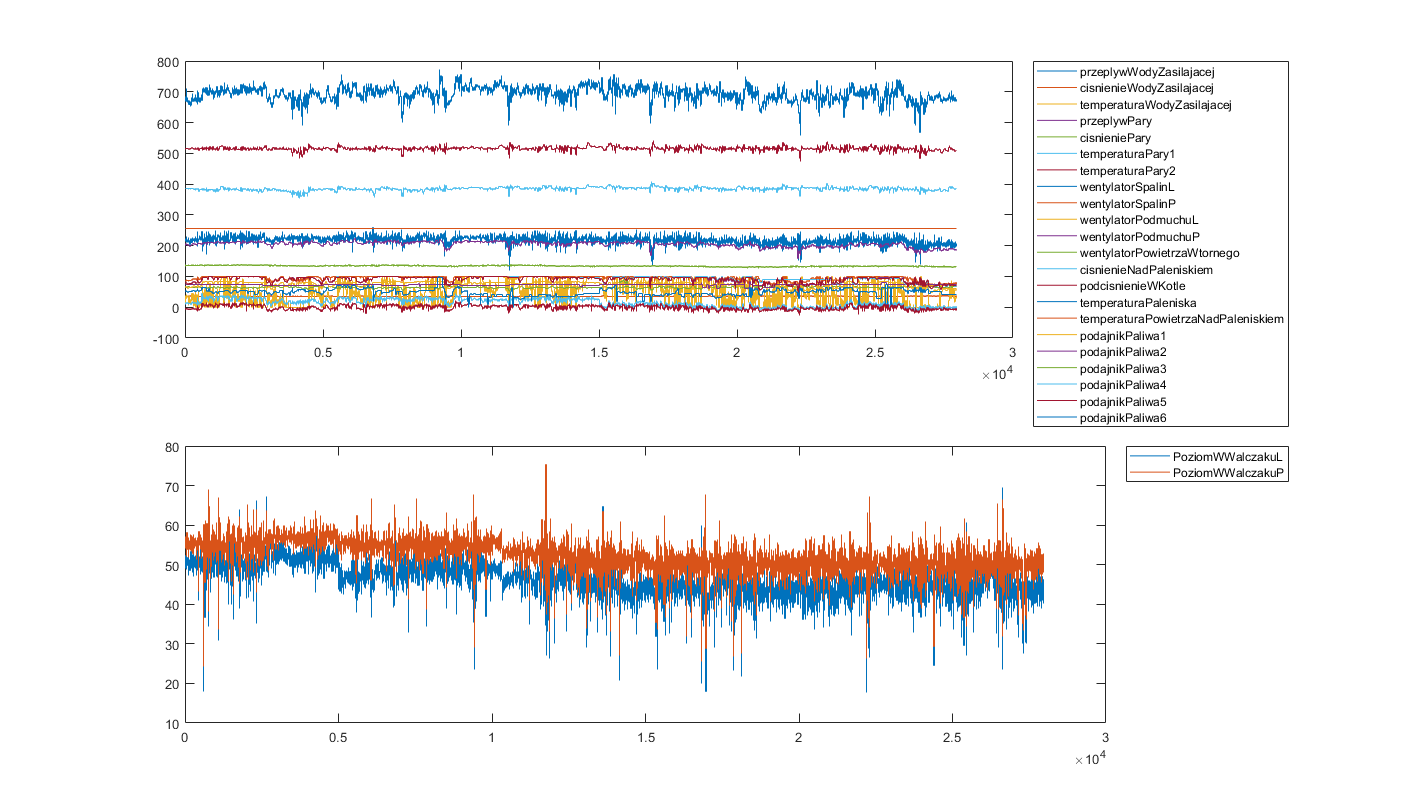 800
700
600
500
400
300
200
100
0
-100
0
0.5
1
1.5
2
2.5
3
×10^4
przeplywWodyZasilajacej
cisnienieWodyZasilajacej
temperaturaWodyZasilajacej
przeplywPary
cisnieniePary
temperaturaPary1
temperaturaPary2
wentylatorSpalinL
wentylatorSpalinP
wentylatorPodmuchuL
wentylatorPodmuchuP
wentylatorPowietrzaWtornego
cisnienieNadPaleniskiem
podcisnienieWKotle
temperaturaPaleniska
temperaturaPowietrzaNadPaleniskiem
podajnikPaliwa1
podajnikPaliwa2
podajnikPaliwa3
podajnikPaliwa4
podajnikPaliwa5
podajnikPaliwa6
80
70
60
50
40
30
20
10
0
0.5
1
1.5
2
2.5
3
×10^4
PoziomWWalczakuL
PoziomWWalczakuP